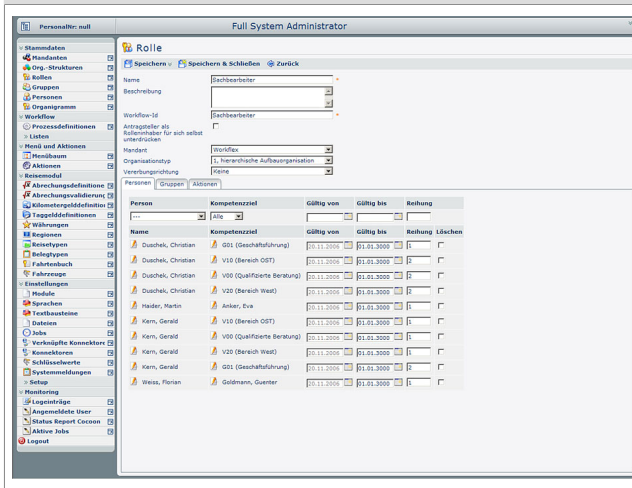 PersonalNr: null
Full System Administrator
Stammdaten
Mandanten
Org.-Strukturen
Rollen
Gruppen
Personen
Organigramm
Workflow
Prozessdefinitionen
» Listen
Menü und Aktionen
Menübaum
Aktionen
Reisemodul
Abrechungsdefinitione
Abrechungsvalidierung
Kilometergelddefinition
Taggelddefinitionen
Währungen
Regionen
Reisetypen
Belegtypen
Fahrtenbuch
Fahrzeuge
Einstellungen
Module
Sprachen
Textbausteine
Dateien
Jobs
Verknüpfte Konnektore
Konnektoren
Schlüsselwerte
Systemmeldungen
» Setup
Monitoring
Logeinträge
Angemeldete User
Status Report Cocoon
Aktive Jobs
Logout
Rolle
Speichern Speichern & Schließen Zurück
Name Sachbearbeiter *
Beschreibung
Workflow-Id Sachbearbeiter *
Antragsteller als
Rolleninhaber für sich selbst
unterdrücken
Mandant Workflex
Organisationstyp 1, hierarchische Aufbauorganisation
Vererbungsrichtung Keine
Personen Gruppen Aktionen
Person Kompetenzziel Gültig von Gültig bis Reihung
--- Alle
Name Kompetenzziel Gültig von Gültig bis Reihung Löschen
Duschek, Christian G01 (Geschäftsführung) 20.11.2006 01.01.3000 1
Duschek, Christian V10 (Bereich OST) 20.11.2006 01.01.3000 2
Duschek, Christian V00 (Qualifizierte Beratung) 20.11.2006 01.01.3000 2
Duschek, Christian V20 (Bereich West) 20.11.2006 01.01.3000 2
Haider, Martin Anker, Eva 20.11.2006 01.01.3000 1
Kern, Gerald V10 (Bereich OST) 20.11.2006 01.01.3000 1
Kern, Gerald V00 (Qualifizierte Beratung) 20.11.2006 01.01.3000 1
Kern, Gerald V20 (Bereich West) 20.11.2006 01.01.3000 1
Kern, Gerald G01 (Geschäftsführung) 20.11.2006 01.01.3000 2
Weiss, Florian Goldmann, Guenter 20.11.2006 01.01.3000 1